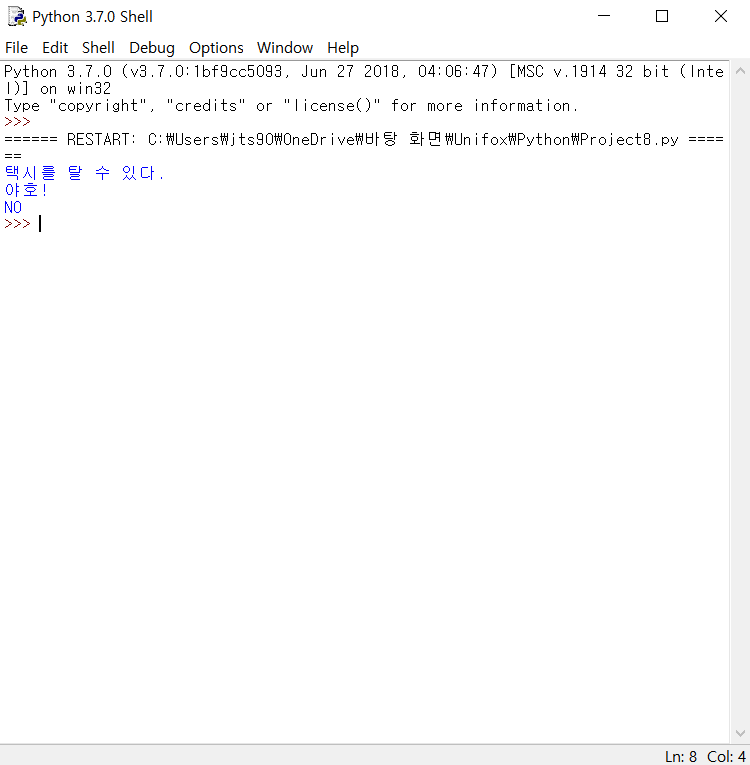 Python 3.7.0 Shell
File Edit Shell Debug Options Window Help
Python 3.7.0 (v3.7.0:1bf9cc5093, Jun 27 2018, 04:06:47) [MSC v.1914 32 bit (Inte
l)] on win32
Type "copyright", "credits" or "license()" for more information.
>>>
====== RESTART: C:₩Users₩jts90₩OneDrive₩바탕 화면₩Unifox₩Python₩Project8.py ====
==
택시를 탈 수 있다.
야호!
NO
>>>
Ln: 8 Col: 4